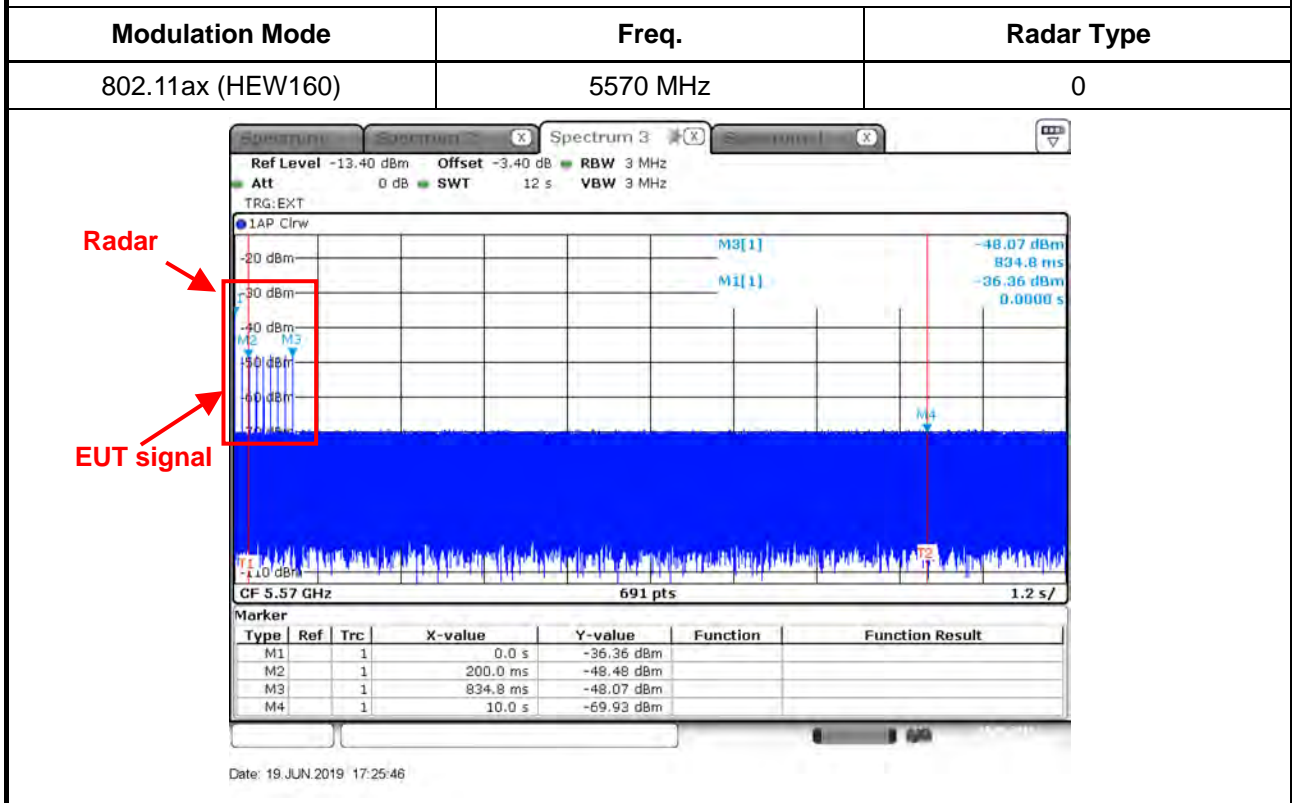 Modulation Mode Freq. Radar Type
802.11ax (HEW160) 5570 MHz 0
Spectrum 3
Ref Level -13.40 dBm Offset -3.40 dB RBW 3 MHz
Att 0 dB SWT 12 s VBW 3 MHz
TRG:EXT
1AP Clrw
Radar
M3[1] -48.07 dBm
-20 dBm
834.8 ms
M1[1] -36.36 dBm
-30 dBm
0.0000 s
-40 dBm
M2 M3
-50 dBm
-60 dBm
M4
EUT signal
T1 T2
-110 dBm
CF 5.57 GHz 691 pts 1.2 s/
Marker
Type Ref Trc X-value Y-value Function Function Result
M1 1 0.0 s -36.36 dBm
M2 1 200.0 ms -48.48 dBm
M3 1 834.8 ms -48.07 dBm
M4 1 10.0 s -69.93 dBm
Date: 19.JUN.2019 17:25:46